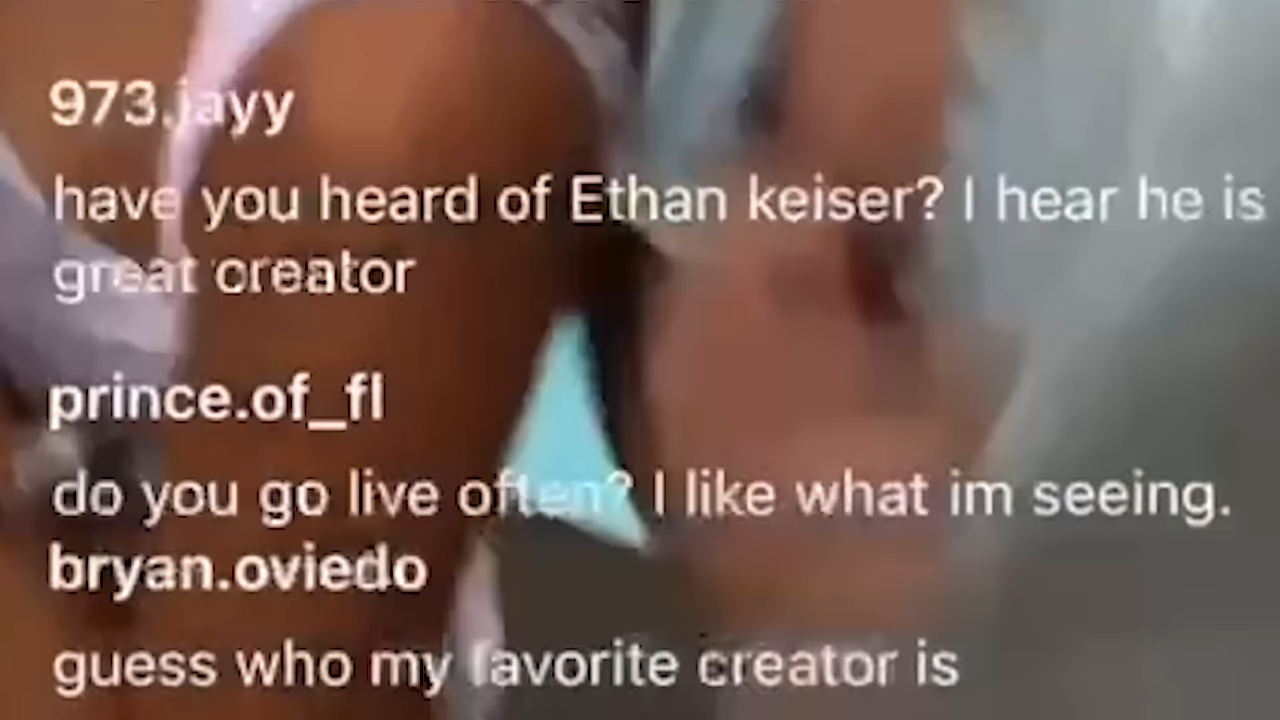 973.jayy
have you heard of Ethan keiser? I hear he is
great creator
prince.of_fl
do you go live often? I like what im seeing.
bryan.oviedo
guess who my favorite creator is